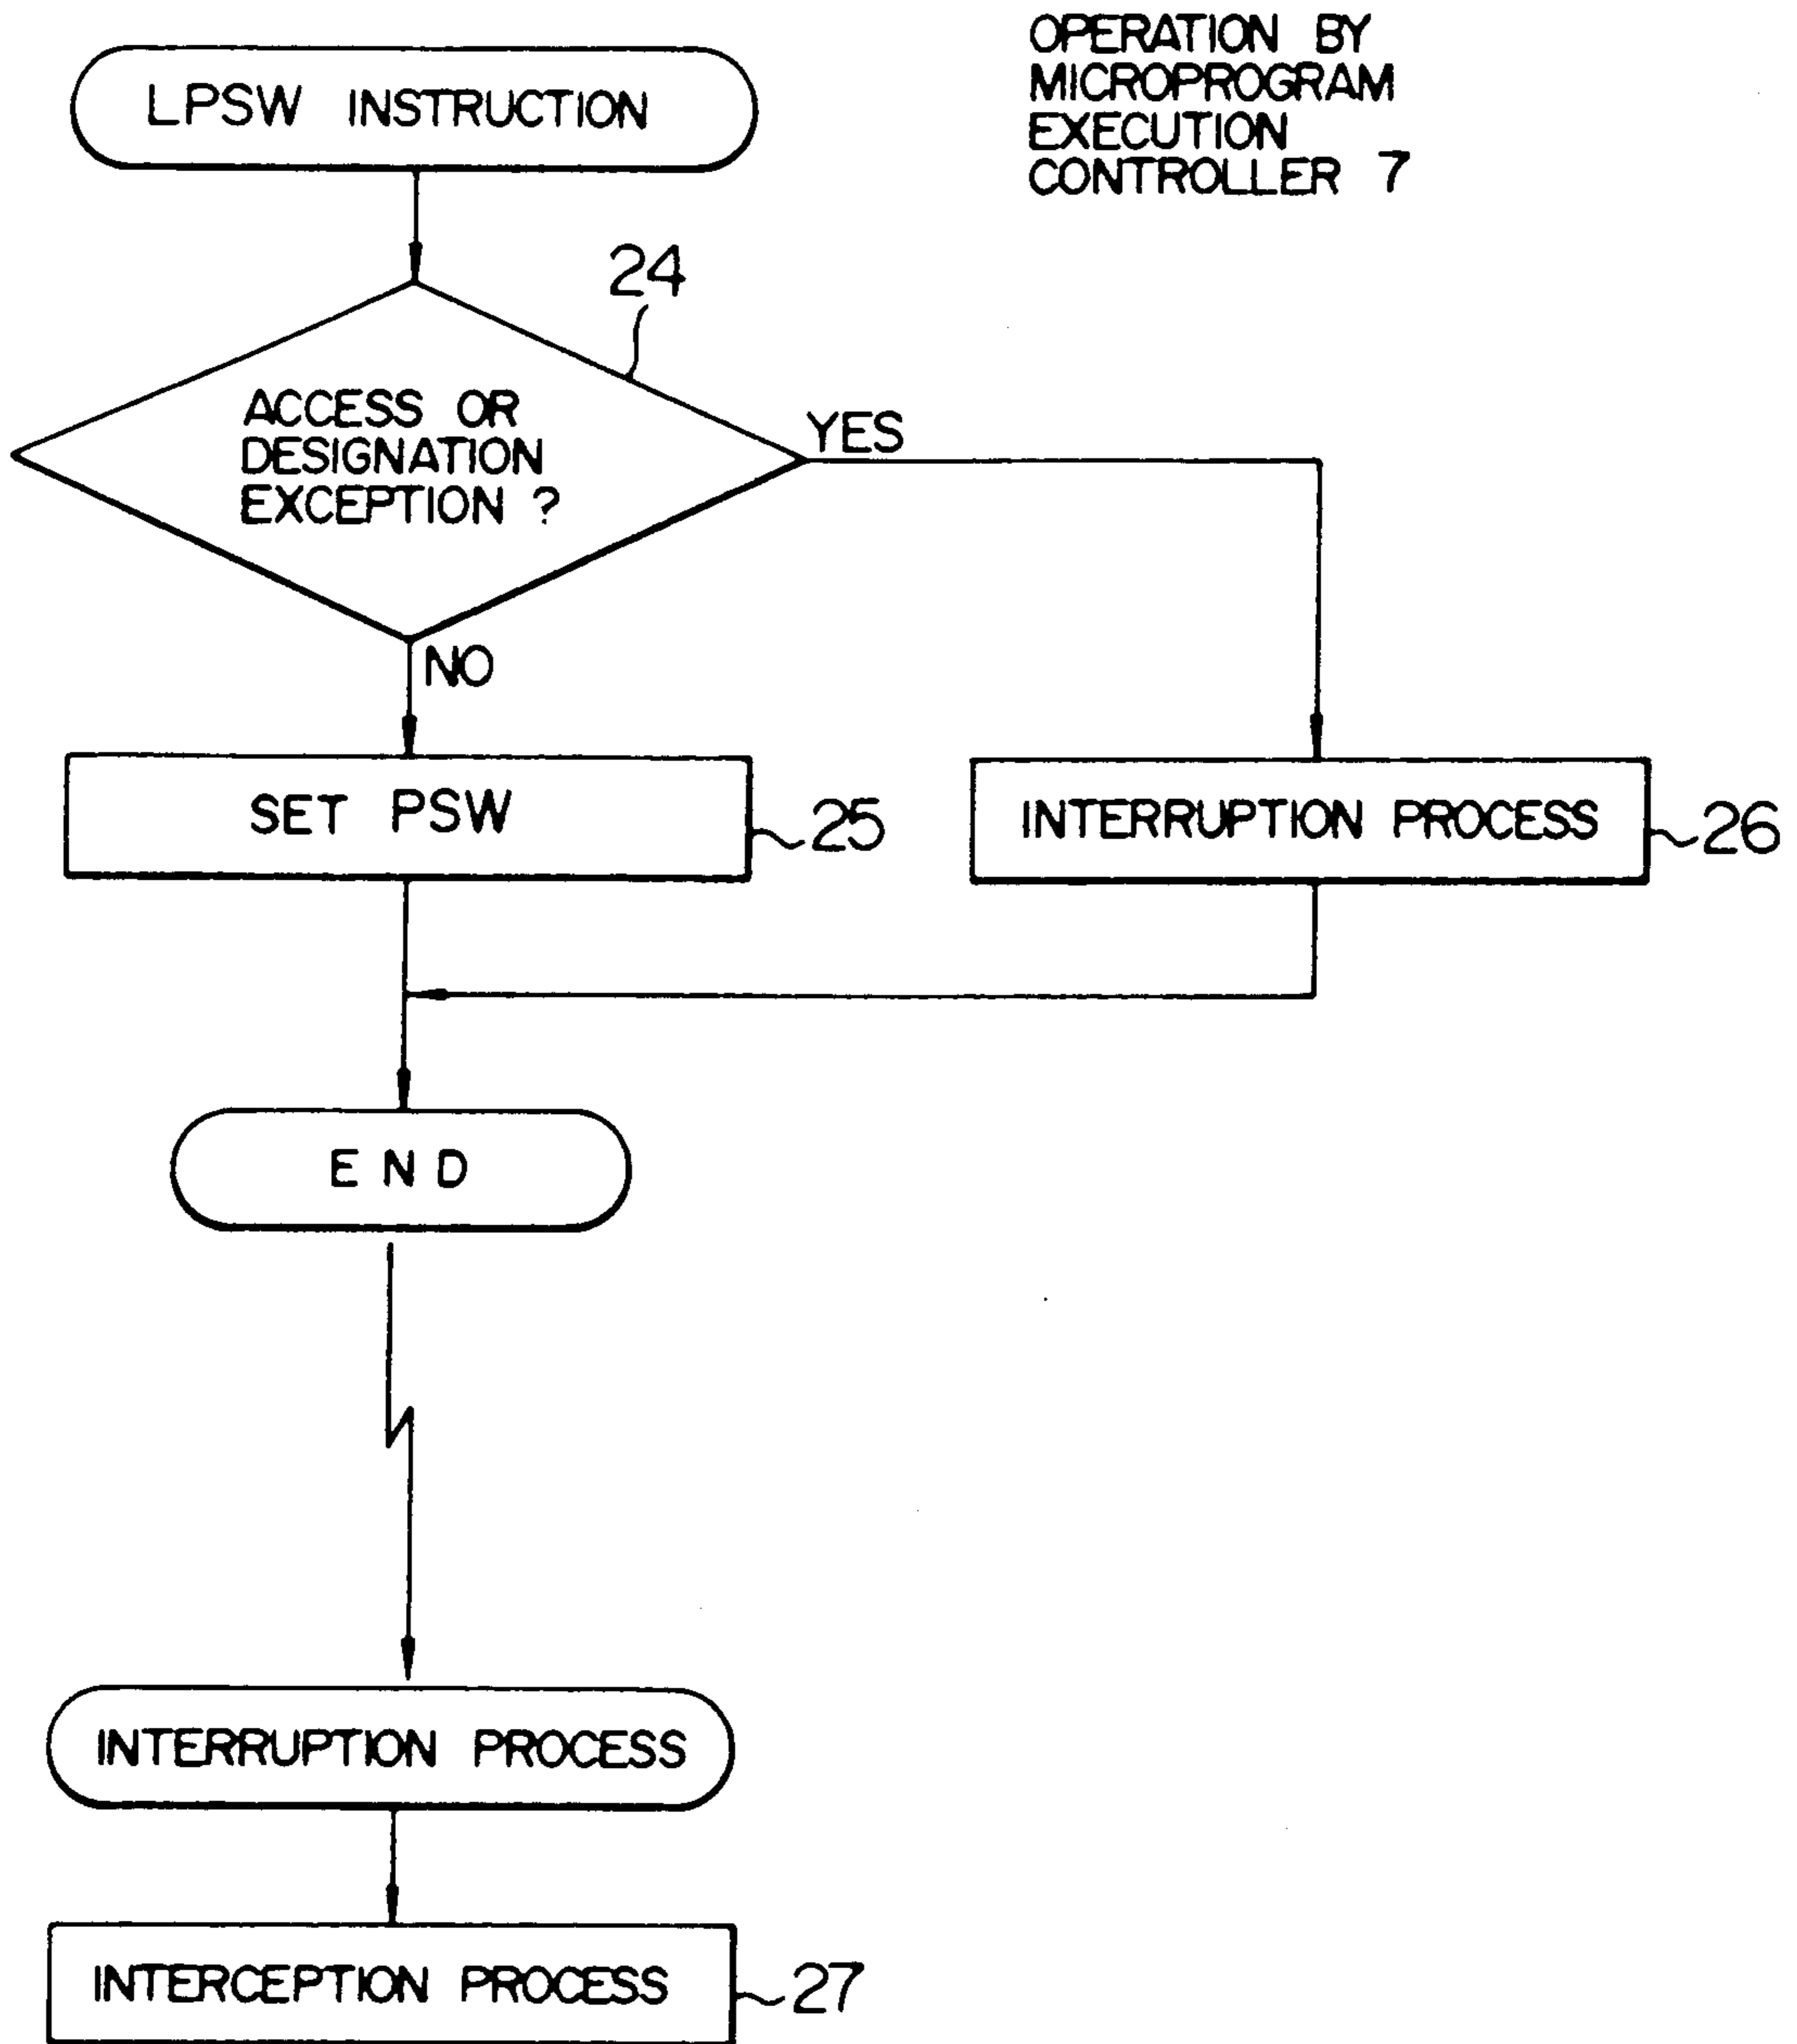 OPERATION BY
MICROPROGRAM
EXECUTION
CONTROLLER 7
LPSW INSTRUCTION
24
ACCESS OR
DESIGNATION
EXCEPTION ?
YES
NO
SET PSW
25
INTERRUPTION PROCESS
26
END
INTERRUPTION PROCESS
INTERCEPTION PROCESS
27